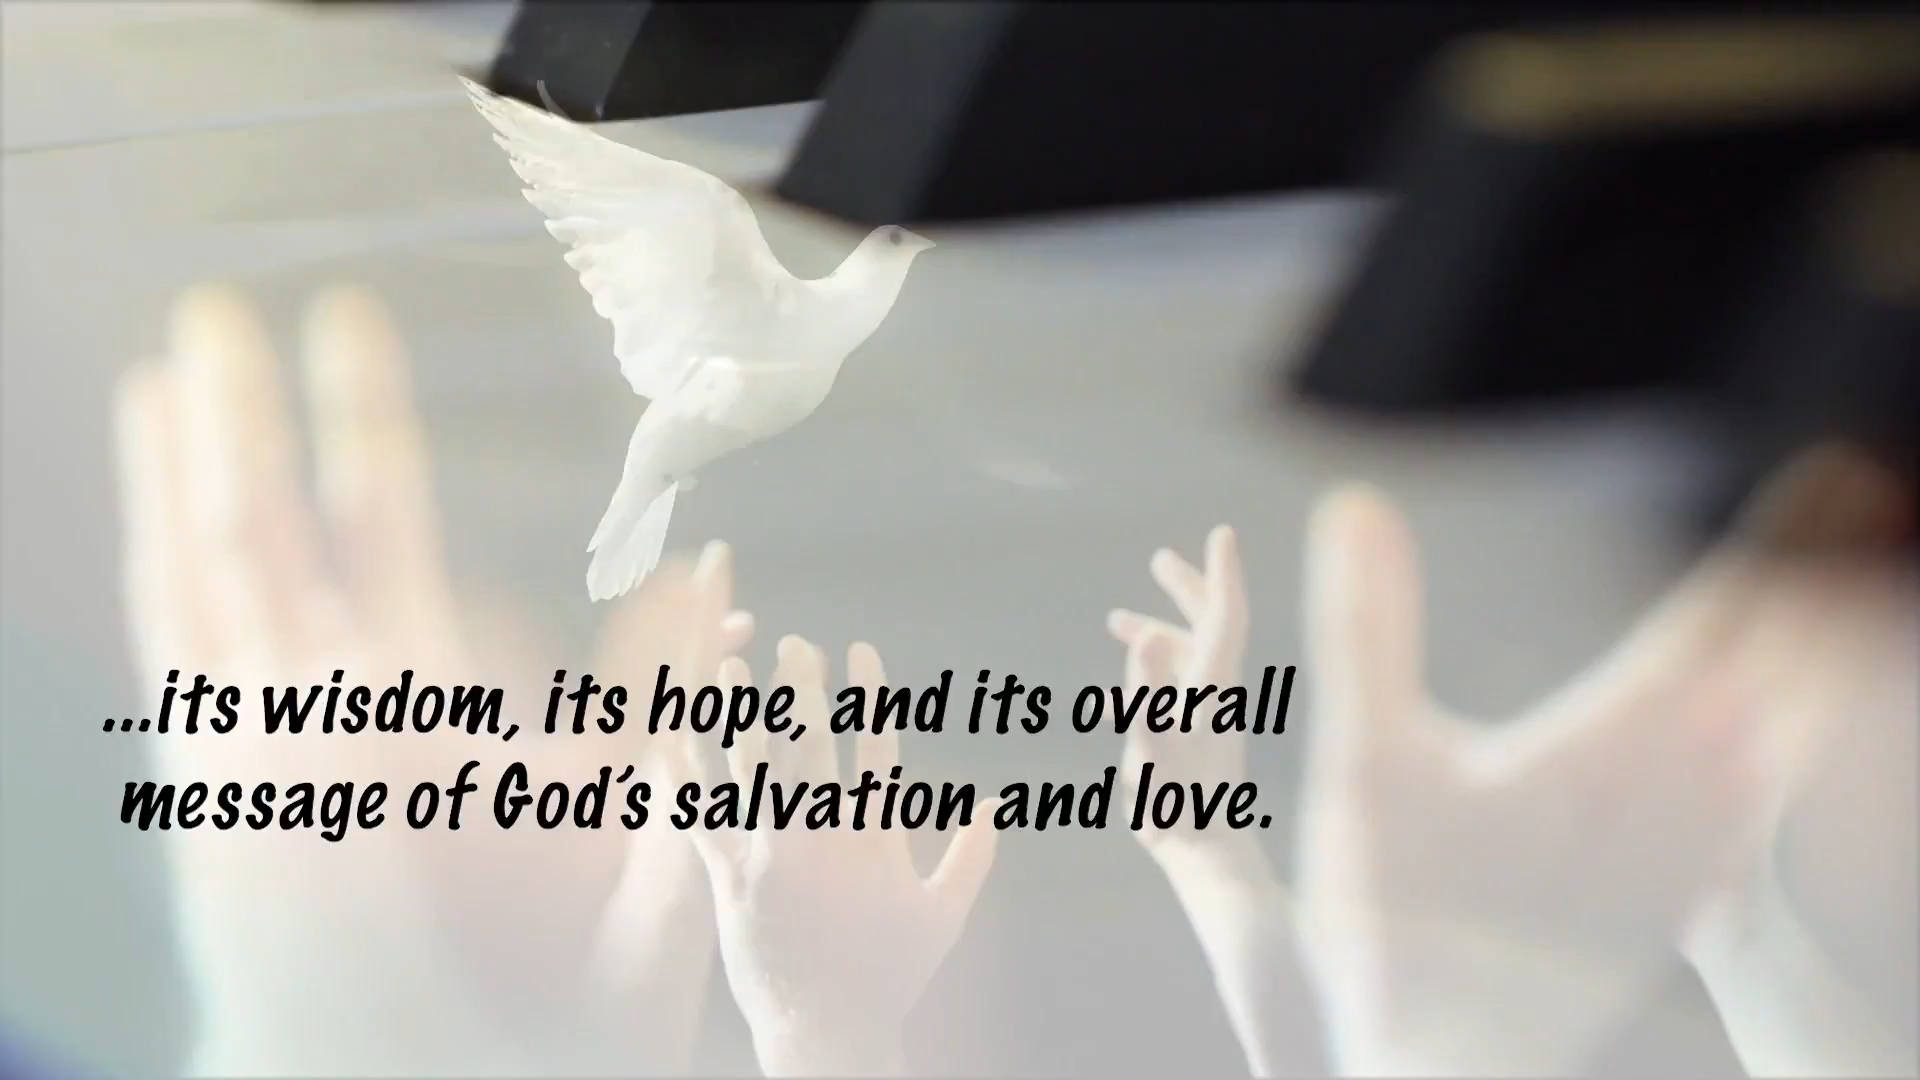 ...its wisdom, its hope, and its overall
message of God's salvation and love.